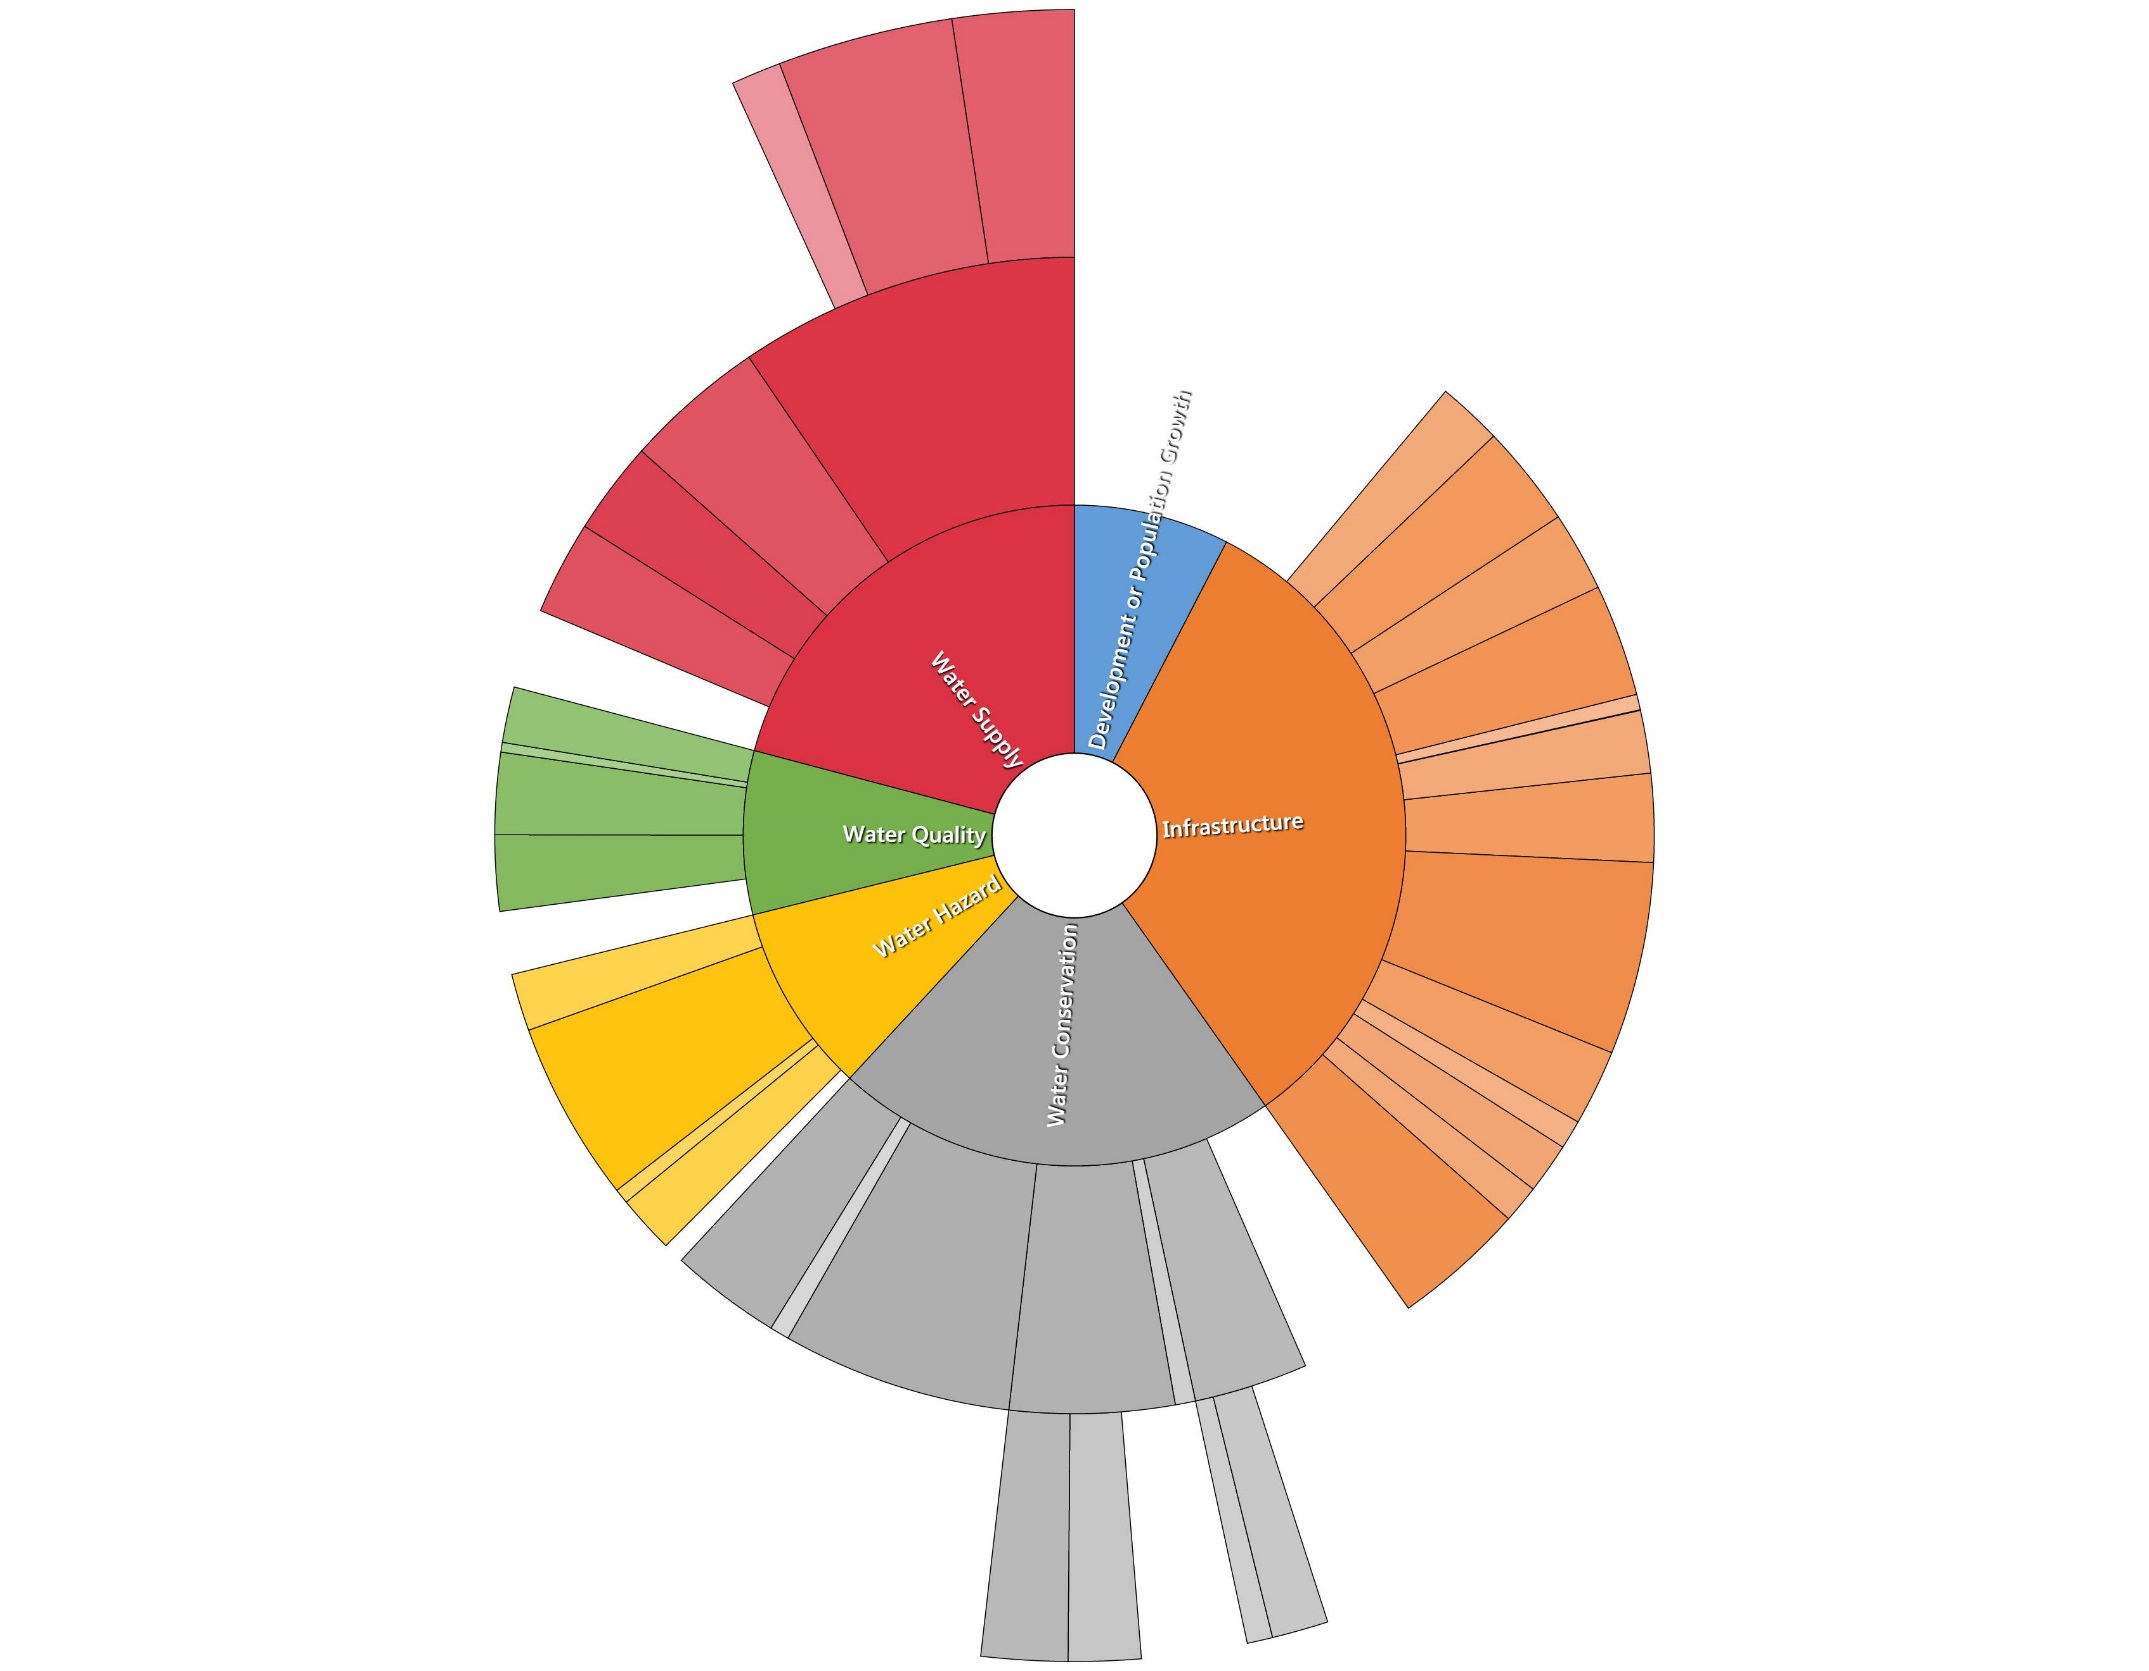 Development or Population Growth
Infrastructure
Water Conservation
Water Hazard
Water Quality
Water Supply